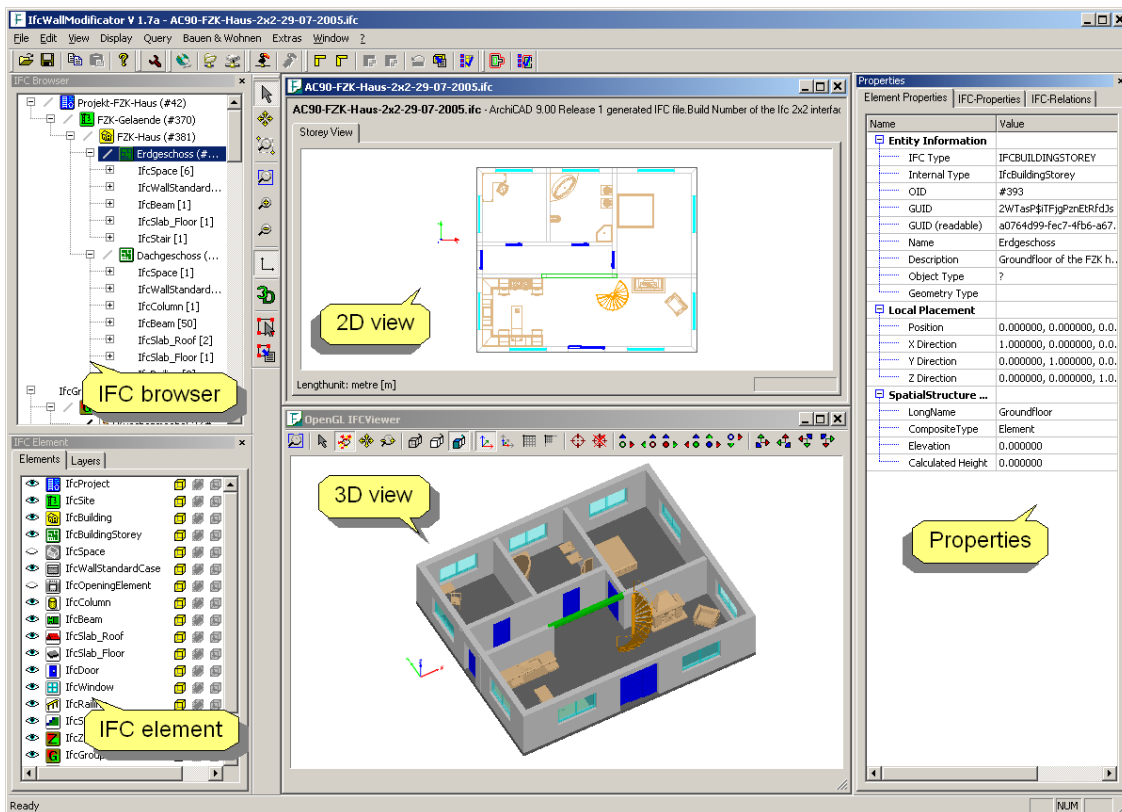 IfcWallModificator V 1.7a - AC90-FZK-Haus-2x2-29-07-2005.ifc
File Edit View Display Query Bauen & Wohnen Extras Window ?
IFC Browser
Projekt-FZK-Haus (#42)
FZK-Gelaende (#370)
FZK-Haus (#381)
Erdgeschoss (#...
IfcSpace [6]
IfcWallStandard...
IfcBeam [1]
IfcSlab_Floor [1]
IfcStair [1]
Dachgeschoss (...
IfcSpace [1]
IfcWallStandard...
IfcColumn [1]
IfcBeam [50]
IfcSlab_Roof [2]
IfcSlab_Floor [1]
IfcGr
IFC browser
IFC Element
Elements Layers
IfcProject
IfcSite
IfcBuilding
IfcBuildingStorey
IfcSpace
IfcWallStandardCase
IfcOpeningElement
IfcColumn
IfcBeam
IfcSlab_Roof
IfcSlab_Floor
IfcDoor
IfcWindow
IfcRaili
IfcS
IfcZ
IfcGroup
IFC element
3D
AC90-FZK-Haus-2x2-29-07-2005.ifc
AC90-FZK-Haus-2x2-29-07-2005.ifc - ArchiCAD 9.00 Release 1 generated IFC file.Build Number of the Ifc 2x2 interfac
Storey View
2D view
Lengthunit: metre [m]
OpenGL IFCViewer
3D view
Properties
Element Properties IFC-Properties IFC-Relations
Name Value
Entity Information
IFC Type IFCBUILDINGSTOREY
Internal Type IfcBuildingStorey
OID #393
GUID 2WTasP$iTFjgPznEtRfdJs
GUID (readable) a0764d99-fec7-4fb6-a67...
Name Erdgeschoss
Description Groundfloor of the FZK h...
Object Type ?
Geometry Type
Local Placement
Position 0.000000, 0.000000, 0.0...
X Direction 1.000000, 0.000000, 0.0...
Y Direction 0.000000, 1.000000, 0.0...
Z Direction 0.000000, 0.000000, 1.0...
SpatialStructure ...
LongName Groundfloor
CompositeType Element
Elevation 0.000000
Calculated Height 0.000000
Properties
Ready
NUM